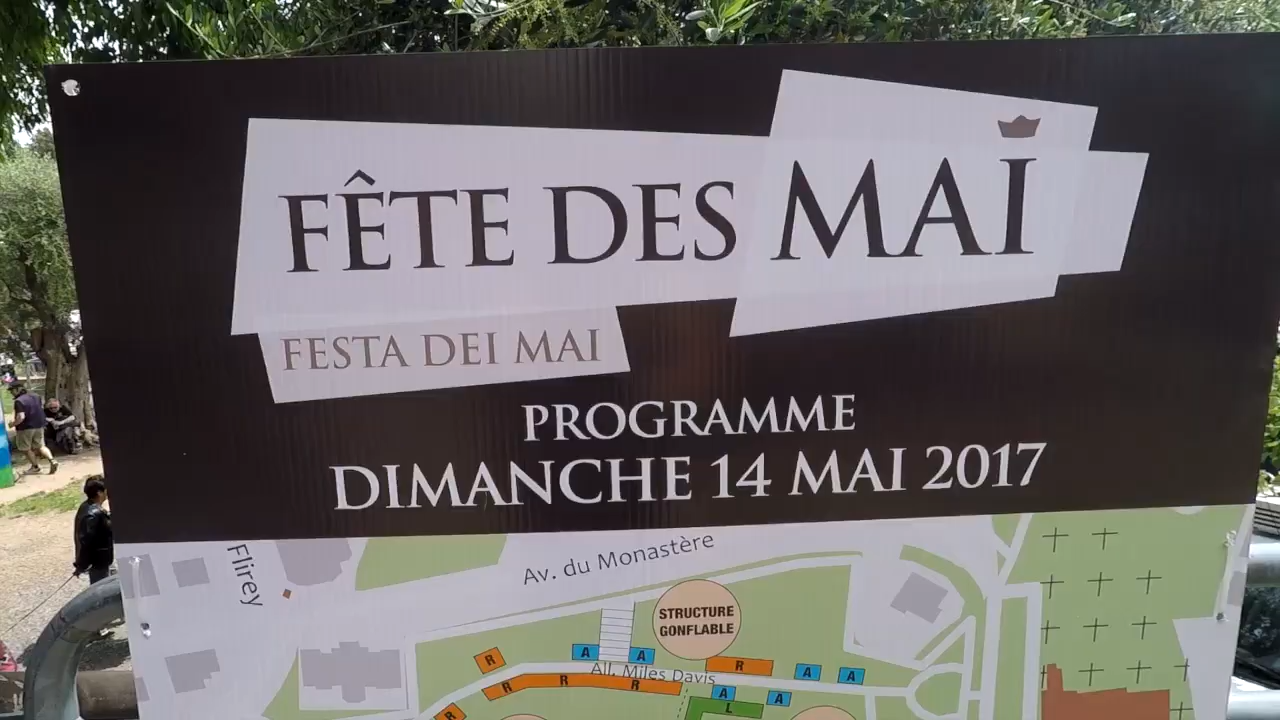 FÊTE DES MAI
FESTA DEI MAI
PROGRAMME
DIMANCHE 14 MAI 2017
Flirey
Av. du Monastère
STRUCTURE
GONFLABLE
R
A
A
All. Miles Davis
R
A
A
R
R
R
A
A
R
L